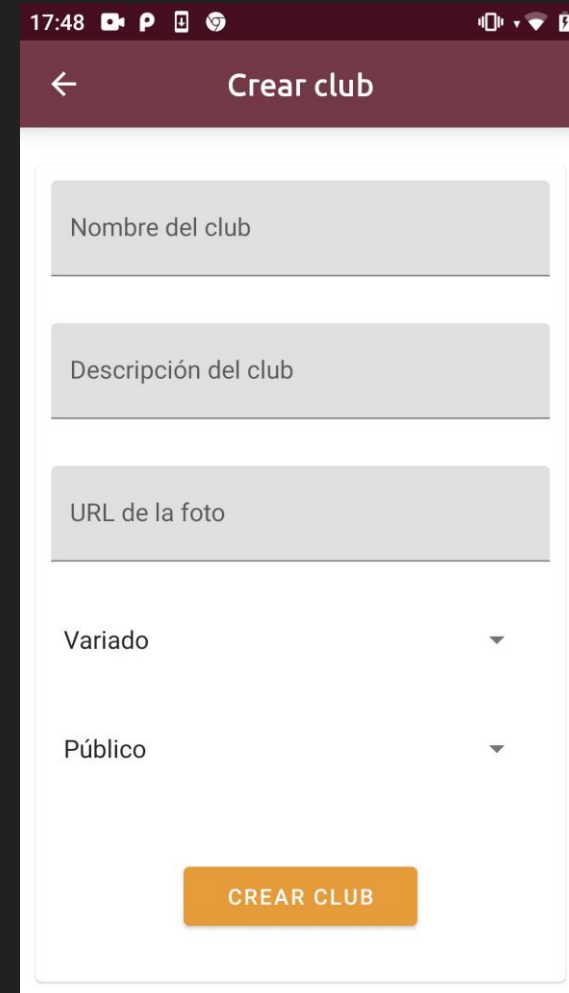 17:48
Crear club
Nombre del club
Descripción del club
URL de la foto
Variado
Público
CREAR CLUB